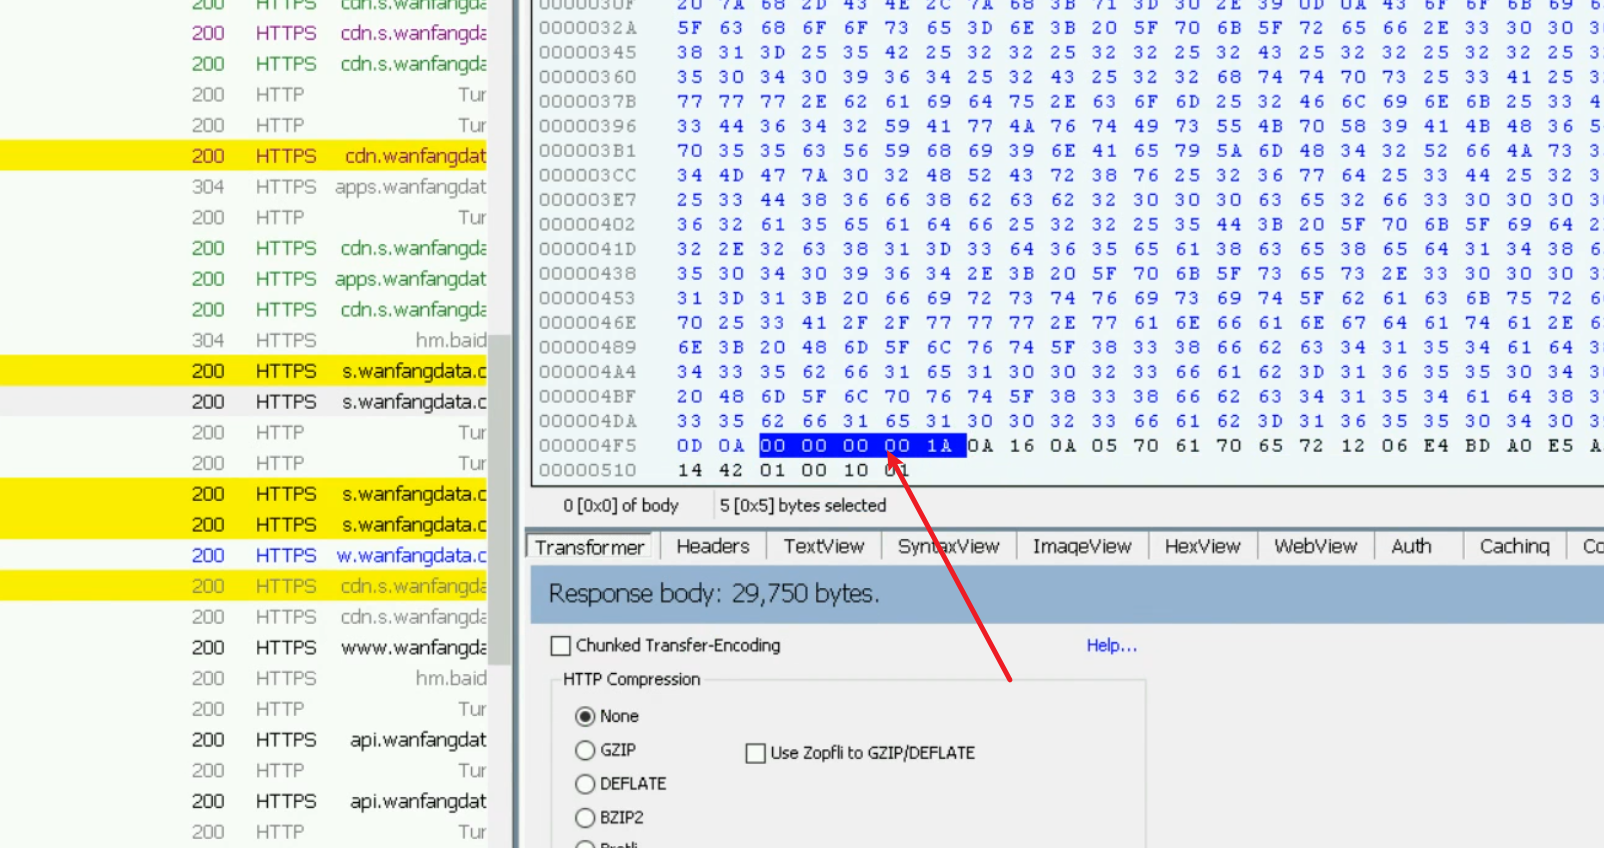 200 HTTPS cdn.s.wanfangda
200 HTTPS cdn.s.wanfangda
200 HTTPS cdn.s.wanfangda
200 HTTP Tur
200 HTTP Tur
200 HTTPS cdn.wanfangdat
304 HTTPS apps.wanfangdat
200 HTTP Tur
200 HTTPS cdn.s.wanfangda
200 HTTPS apps.wanfangdat
200 HTTPS cdn.s.wanfangda
304 HTTPS hm.baid
200 HTTPS s.wanfangdata.c
200 HTTPS s.wanfangdata.c
200 HTTP Tur
200 HTTP Tur
200 HTTPS s.wanfangdata.c
200 HTTPS s.wanfangdata.c
200 HTTPS w.wanfangdata.c
200 HTTPS cdn.s.wanfangda
200 HTTPS cdn.s.wanfangda
200 HTTPS www.wanfangda
200 HTTPS hm.baid
200 HTTP Tur
200 HTTPS api.wanfangdat
200 HTTP Tur
200 HTTPS api.wanfangdat
200 HTTP Tur
0000030F 20 7A 68 2D 43 4E 2C 7A 68 3B 71 3D 30 2E 39 0D 0A 43 6F 6F 6B 69 6
0000032A 5F 63 68 6F 6F 73 65 3D 6E 3B 20 5F 70 6B 5F 72 65 66 2E 33 30 30 3
00000345 38 31 3D 25 35 42 25 32 32 25 32 32 25 32 43 25 32 32 25 32 32 25 3
00000360 35 30 34 30 39 36 34 25 32 43 25 32 32 68 74 74 70 73 25 33 41 25 3
0000037B 77 77 77 2E 62 61 69 64 75 2E 63 6F 6D 25 32 46 6C 69 6E 6B 25 33 4
00000396 33 44 36 34 32 59 41 77 4A 76 74 49 73 55 4B 70 58 39 41 4B 48 36 5
000003B1 70 35 35 63 56 59 68 69 39 6E 41 65 79 5A 6D 48 34 32 52 66 4A 73 3
000003CC 34 4D 47 7A 30 32 48 52 43 72 38 76 25 32 36 77 64 25 33 44 25 32 3
000003E7 25 33 44 38 36 66 38 62 63 62 32 30 30 30 63 65 32 66 33 30 30 30 3
00000402 36 32 61 35 65 61 64 66 25 32 32 25 35 44 3B 20 5F 70 6B 5F 69 64 2
0000041D 32 2E 32 63 38 31 3D 33 64 36 35 65 61 38 63 65 38 65 64 31 34 38 6
00000438 35 30 34 30 39 36 34 2E 3B 20 5F 70 6B 5F 73 65 73 2E 33 30 30 30 3
00000453 31 3D 31 3B 20 66 69 72 73 74 76 69 73 69 74 5F 62 61 63 6B 75 72 6
0000046E 70 25 33 41 2F 2F 77 77 77 2E 77 61 6E 66 61 6E 67 64 61 74 61 2E 6
00000489 6E 3B 20 48 6D 5F 6C 76 74 5F 38 33 38 66 62 63 34 31 35 34 61 64 3
000004A4 34 33 35 62 66 31 65 31 30 30 32 33 66 61 62 3D 31 36 35 35 30 34 3
000004BF 20 48 6D 5F 6C 70 76 74 5F 38 33 38 66 62 63 34 31 35 34 61 64 38 3
000004DA 33 35 62 66 31 65 31 30 30 32 33 66 61 62 3D 31 36 35 35 30 34 30 3
000004F5 0D 0A 00 00 00 00 1A 0A 16 0A 05 70 61 70 65 72 12 06 E4 BD A0 E5 A
00000510 14 42 01 00 10 01
0 [0x0] of body 5 [0x5] bytes selected
Transformer Headers TextView SyntaxView ImageView HexView WebView Auth Caching Co
Response body: 29,750 bytes.
Chunked Transfer-Encoding Help...
HTTP Compression
None
GZIP Use Zopfli to GZIP/DEFLATE
DEFLATE
BZIP2